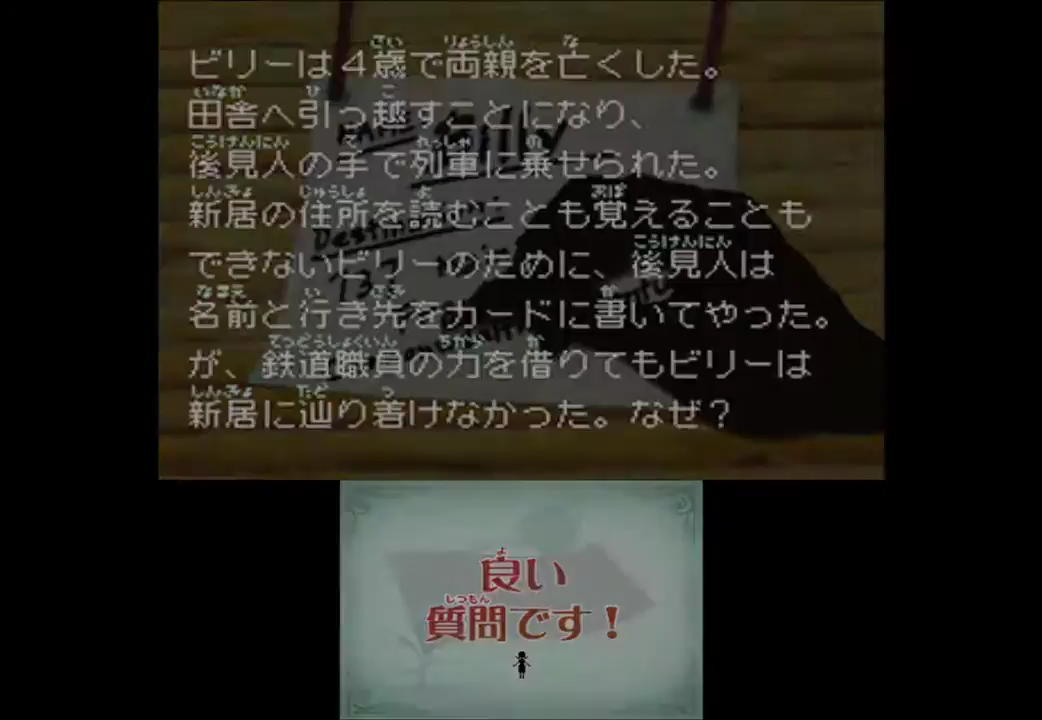 ビリーは４歳で両親を亡くした。
田舎へ引っ越すことになり、
後見人の手で列車に乗せられた。
新居の住所を読むことも覚えることも
できないビリーのために、後見人は
名前と行き先をカードに書いてやった。
が、鉄道職員の力を借りてもビリーは
新居に辿り着けなかった。なぜ？
NAME Billy
Destination:
良い
質問です！